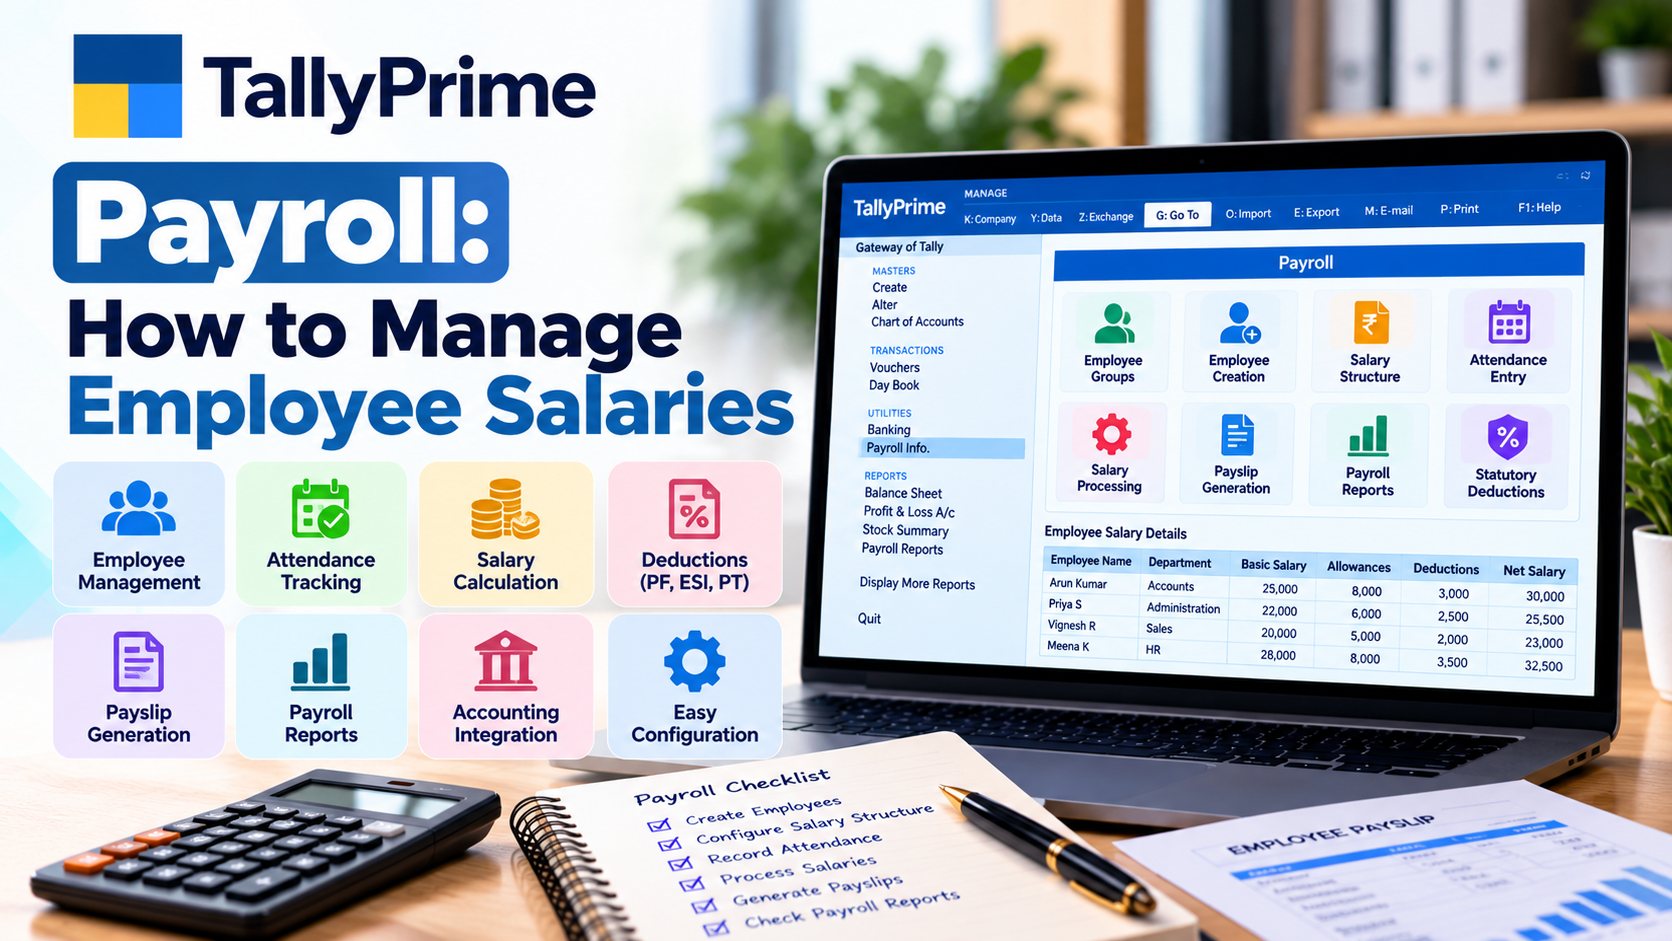 TallyPrime
Payroll:
How to Manage
Employee Salaries
Employee
Management
Attendance
Tracking
Salary
Calculation
Deductions
(PF, ESI, PT)
Payslip
Generation
Payroll
Reports
Accounting
Integration
Easy
Configuration
TallyPrime
MANAGE
K: Company Y: Data Z: Exchange G: Go To O: Import E: Export M: E-mail P: Print F1: Help
Gateway of Tally
MASTERS
Create
Alter
Chart of Accounts
TRANSACTIONS
Vouchers
Day Book
UTILITIES
Banking
Payroll Info.
REPORTS
Balance Sheet
Profit & Loss A/c
Stock Summary
Payroll Reports
Display More Reports
Quit
Payroll
Employee
Groups
Employee
Creation
Salary
Structure
Attendance
Entry
Salary
Processing
Payslip
Generation
Payroll
Reports
Statutory
Deductions
Employee Salary Details
Employee Name Department Basic Salary Allowances Deductions Net Salary
Arun Kumar Accounts 25,000 8,000 3,000 30,000
Priya S Administration 22,000 6,000 2,500 25,500
Vignesh R Sales 20,000 5,000 2,000 23,000
Meena K HR 28,000 8,000 3,500 32,500
Payroll Checklist
Create Employees
Configure Salary Structure
Record Attendance
Process Salaries
Generate Payslips
Check Payroll Reports
EMPLOYEE PAYSLIP